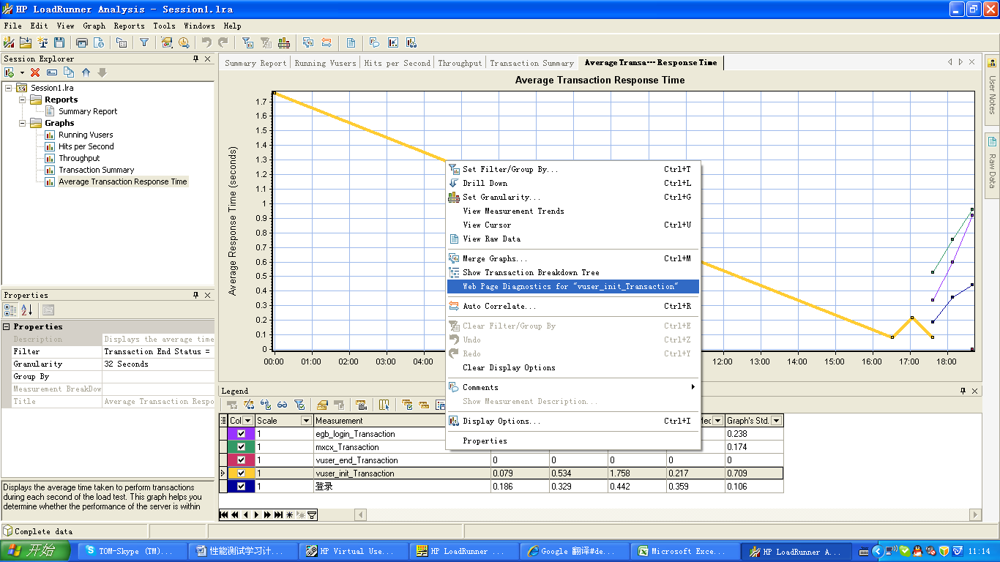 HP LoadRunner Analysis - Session1.lra
File Edit View Graph Reports Tools Windows Help
Session Explorer
Session1.lra
Reports
Summary Report
Graphs
Running Vusers
Hits per Second
Throughput
Transaction Summary
Average Transaction Response Time
Properties
Properties
Description Displays the average time
Filter Transaction End Status =
Granularity 32 Seconds
Group By
Measurement BreakDow
Title Average Transaction Respo
Displays the average time taken to perform transactions
during each second of the load test. This graph helps you
determine whether the performance of the server is within
Summary Report Running Vusers Hits per Second Throughput Transaction Summary Average Transa--- Response Time
Average Transaction Response Time
Average Response Time (seconds)
1.7
1.6
1.5
1.4
1.3
1.2
1.1
1
0.9
0.8
0.7
0.6
0.5
0.4
0.3
0.2
0.1
0
00:00 01:00 02:00 03:00 04:00 12:00 13:00 14:00 15:00 16:00 17:00 18:00
Set Filter/Group By... Ctrl+T
Drill Down Ctrl+L
Set Granularity... Ctrl+G
View Measurement Trends
View Cursor Ctrl+U
View Raw Data
Merge Graphs... Ctrl+M
Show Transaction Breakdown Tree
Web Page Diagnostics for "vuser_init_Transaction"
Auto Correlate... Ctrl+R
Clear Filter/Group By Ctrl+E
Undo Ctrl+Z
Redo Ctrl+Y
Clear Display Options
Comments
Show Measurement Description...
Display Options... Ctrl+I
Properties
User Notes
Raw Data
Legend
Col Scale Measurement Graph's Std.
1 egb_login_Transaction 0.238
1 mxcx_Transaction 0.174
1 vuser_end_Transaction 0 0 0 0 0
1 vuser_init_Transaction 0.079 0.534 1.758 0.217 0.709
1 登录 0.186 0.329 0.442 0.359 0.106
Complete data
开始 TOM-Skype (TM)... 性能测试学习计... HP Virtual Use... HP LoadRunner ... Google 翻译#de... Microsoft Exce... HP LoadRunner A... 11:14